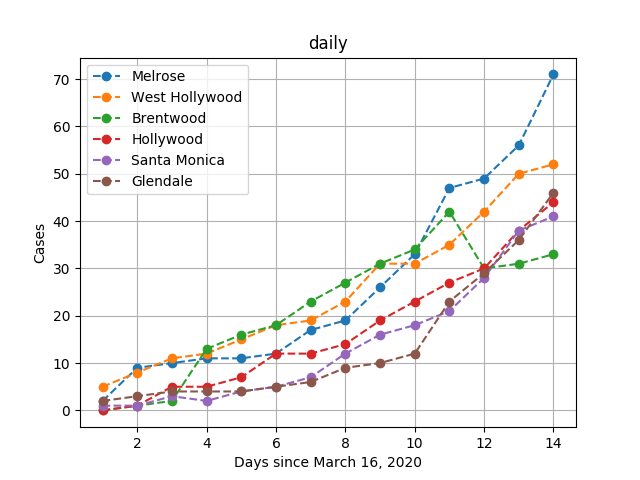 daily
70
60
50
40
30
20
10
0
Cases
Melrose
West Hollywood
Brentwood
Hollywood
Santa Monica
Glendale
2 4 6 8 10 12 14
Days since March 16, 2020